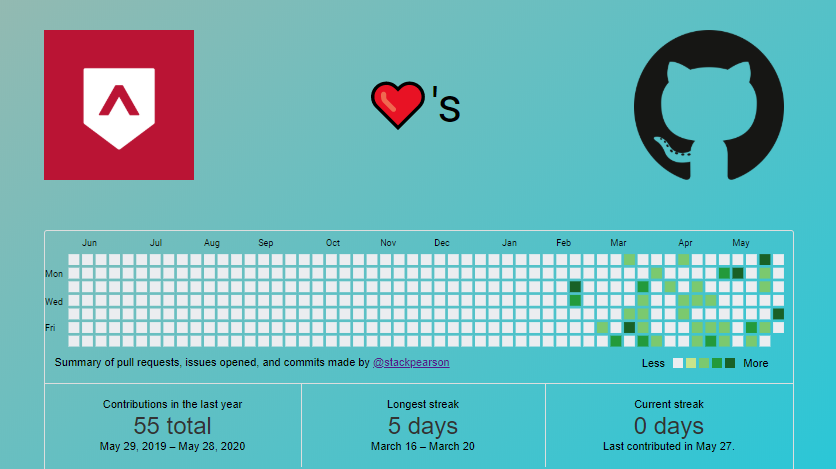 's
Jun Jul Aug Sep Oct Nov Dec Jan Feb Mar Apr May
Mon
Wed
Fri
Summary of pull requests, issues opened, and commits made by @stackpearson
Less More
Contributions in the last year
55 total
May 29, 2019 – May 28, 2020
Longest streak
5 days
March 16 – March 20
Current streak
0 days
Last contributed in May 27.